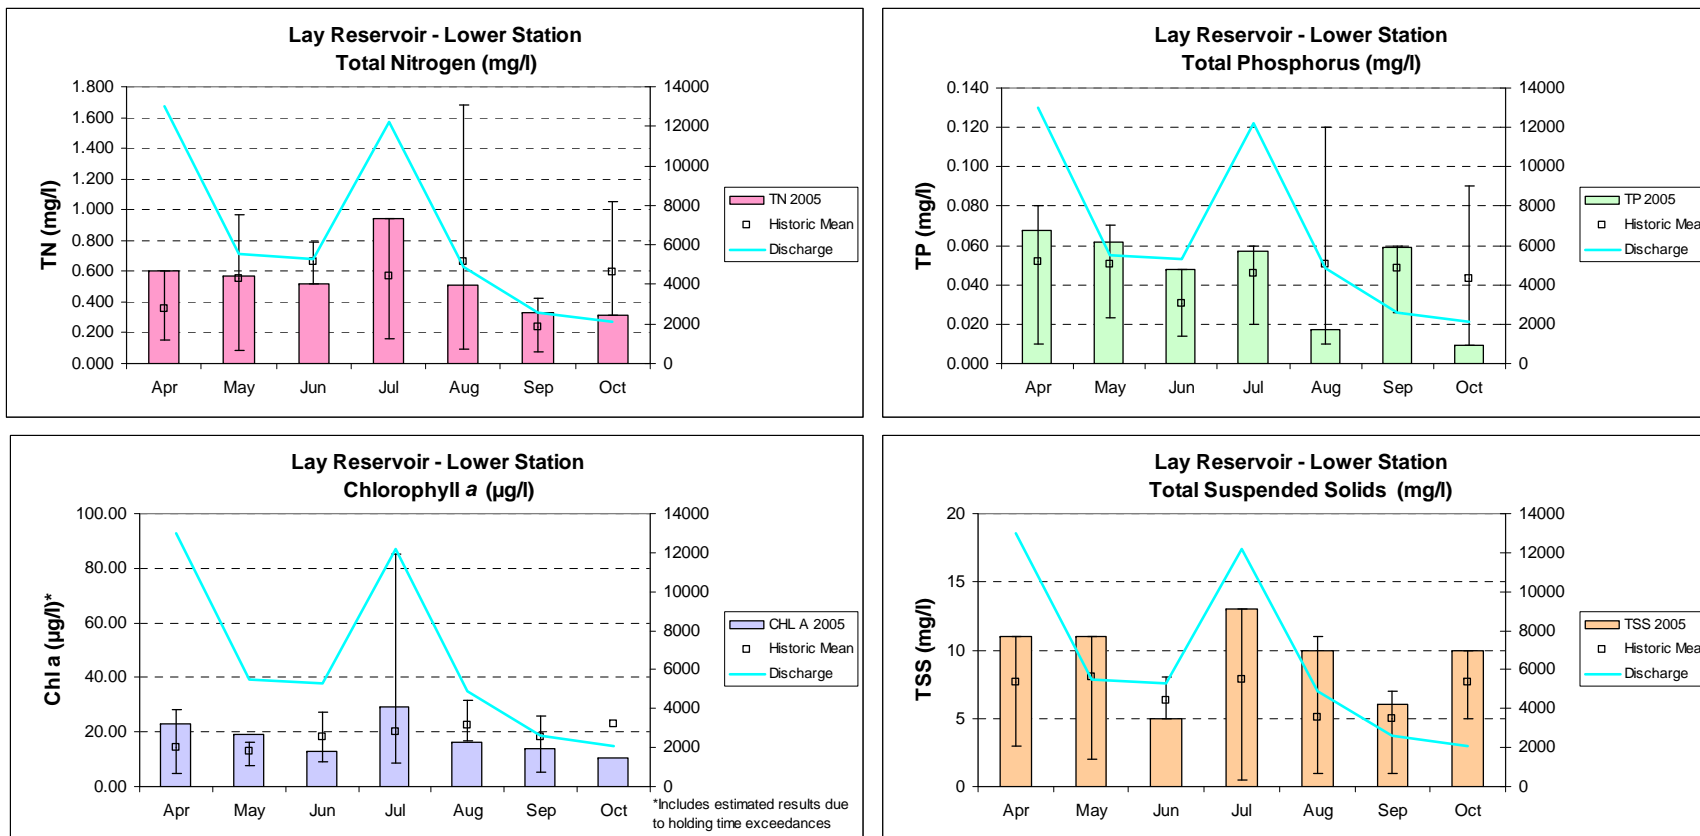 Lay Reservoir - Lower Station
Total Nitrogen (mg/l)
TN (mg/l)
1.800
1.600
1.400
1.200
1.000
0.800
0.600
0.400
0.200
0.000
14000
12000
10000
8000
6000
4000
2000
0
Apr May Jun Jul Aug Sep Oct
TN 2005
Historic Mean
Discharge
Lay Reservoir - Lower Station
Total Phosphorus (mg/l)
TP (mg/l)
0.140
0.120
0.100
0.080
0.060
0.040
0.020
0.000
14000
12000
10000
8000
6000
4000
2000
0
Apr May Jun Jul Aug Sep Oct
TP 2005
Historic Mean
Discharge
Lay Reservoir - Lower Station
Chlorophyll a (µg/l)
Chl a (µg/l)*
100.00
80.00
60.00
40.00
20.00
0.00
14000
12000
10000
8000
6000
4000
2000
0
Apr May Jun Jul Aug Sep Oct
CHL A 2005
Historic Mean
Discharge
*Includes estimated results due
to holding time exceedances
Lay Reservoir - Lower Station
Total Suspended Solids (mg/l)
TSS (mg/l)
20
15
10
5
0
14000
12000
10000
8000
6000
4000
2000
0
Apr May Jun Jul Aug Sep Oct
TSS 2005
Historic Mea
Discharge